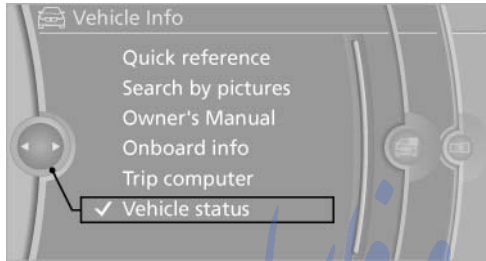 Vehicle Info
Quick reference
Search by pictures
Owner's Manual
Onboard info
Trip computer
✓ Vehicle status